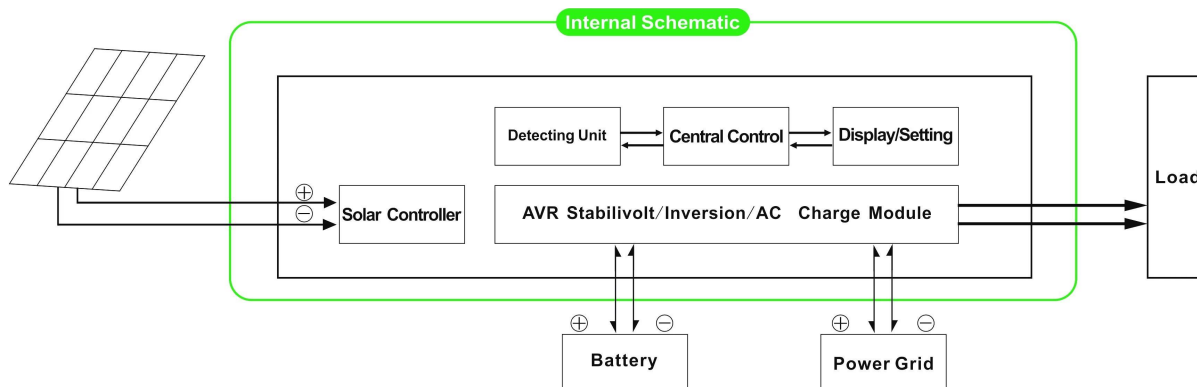 Internal Schematic
Detecting Unit
Central Control
Display/Setting
Load
+
−
Solar Controller
AVR Stabilivolt/Inversion/AC Charge Module
+ −
+ −
Battery
Power Grid